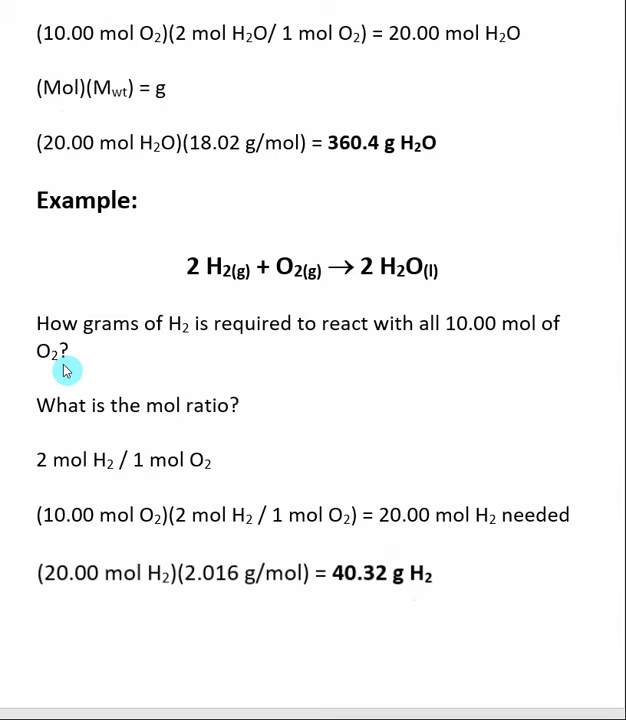 (10.00 mol O₂)(2 mol H₂O/ 1 mol O₂) = 20.00 mol H₂O
(Mol)(Mwt) = g
(20.00 mol H₂O)(18.02 g/mol) = 360.4 g H₂O
Example:
2 H₂(g) + O₂(g) → 2 H₂O(l)
How grams of H₂ is required to react with all 10.00 mol of
O₂?
What is the mol ratio?
2 mol H₂ / 1 mol O₂
(10.00 mol O₂)(2 mol H₂ / 1 mol O₂) = 20.00 mol H₂ needed
(20.00 mol H₂)(2.016 g/mol) = 40.32 g H₂